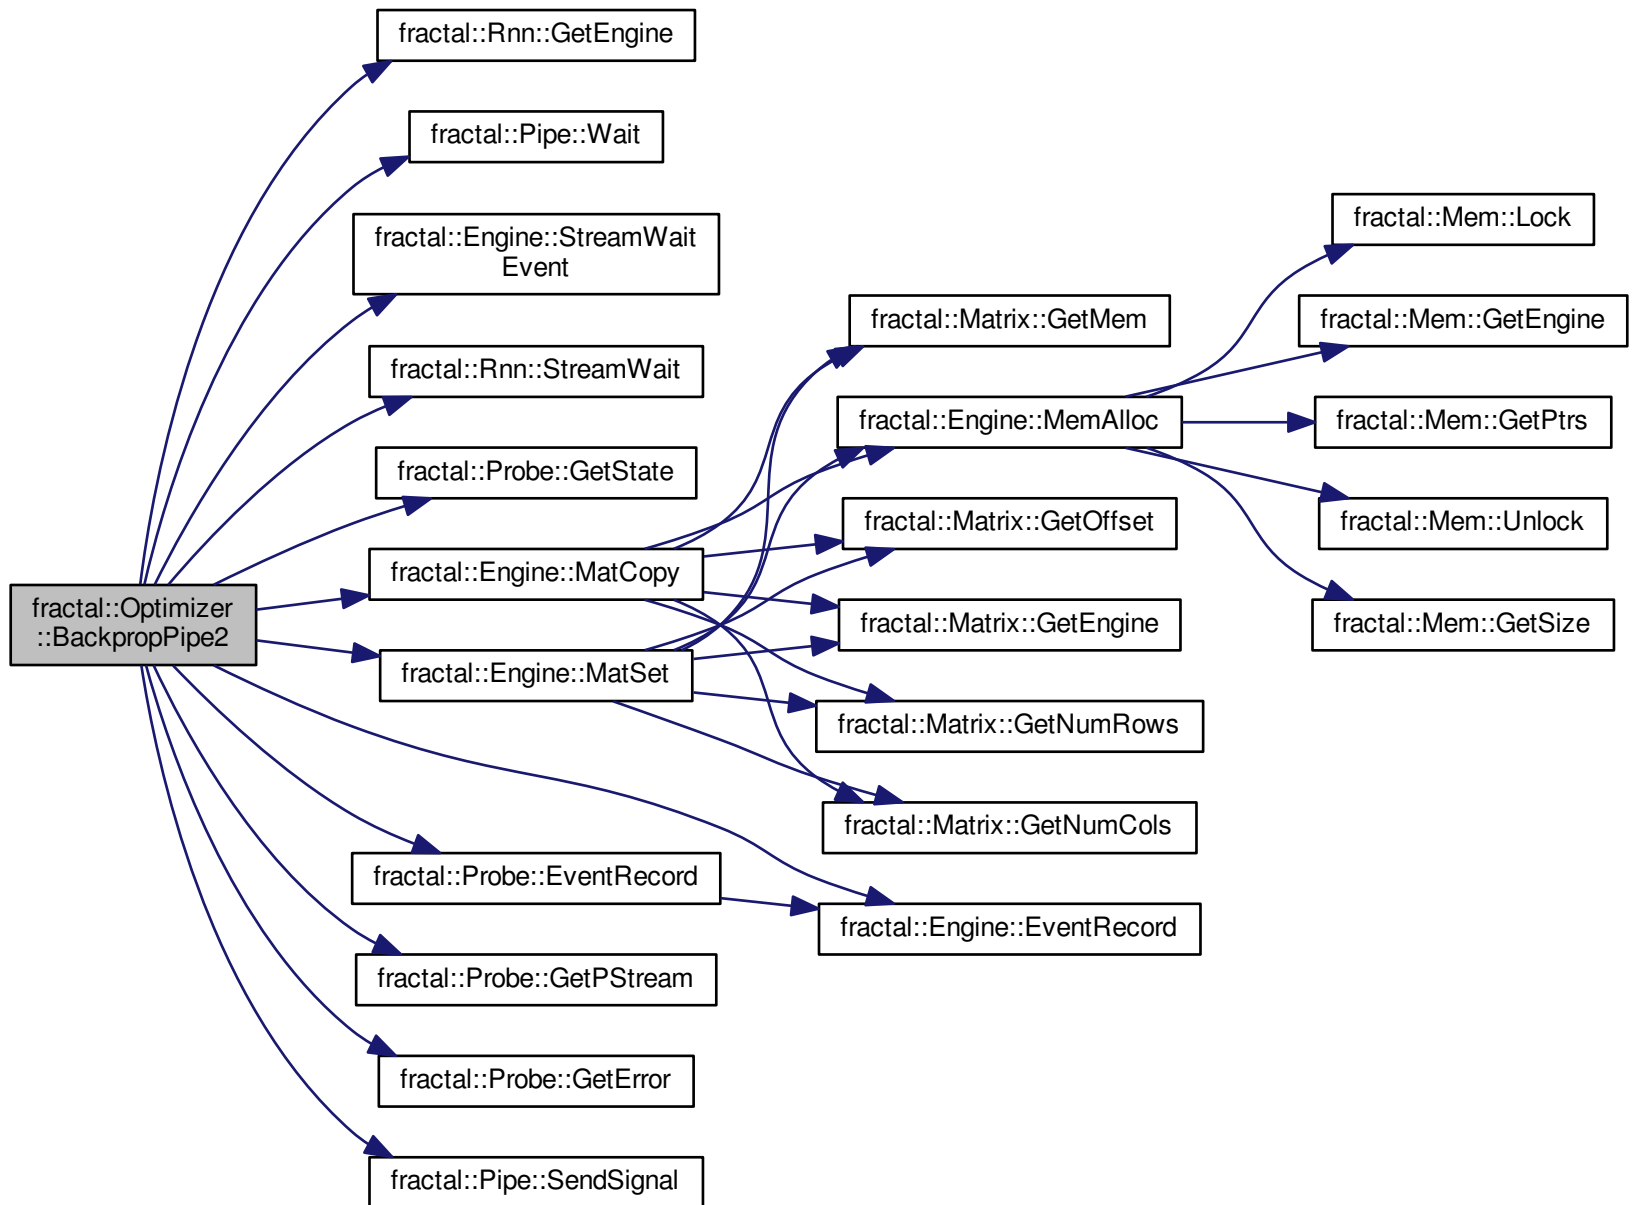 fractal::Rnn::GetEngine
fractal::Pipe::Wait
fractal::Engine::StreamWait
Event
fractal::Rnn::StreamWait
fractal::Probe::GetState
fractal::Engine::MatCopy
fractal::Optimizer
::BackpropPipe2
fractal::Engine::MatSet
fractal::Probe::EventRecord
fractal::Probe::GetPStream
fractal::Probe::GetError
fractal::Pipe::SendSignal
fractal::Matrix::GetMem
fractal::Engine::MemAlloc
fractal::Matrix::GetOffset
fractal::Matrix::GetEngine
fractal::Matrix::GetNumRows
fractal::Matrix::GetNumCols
fractal::Engine::EventRecord
fractal::Mem::Lock
fractal::Mem::GetEngine
fractal::Mem::GetPtrs
fractal::Mem::Unlock
fractal::Mem::GetSize